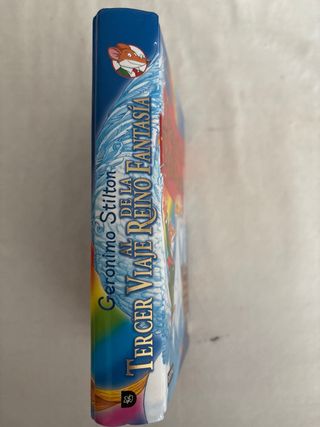 Geronimo Stilton
TERCER VIAJE AL REINO DE LA FANTASÍA